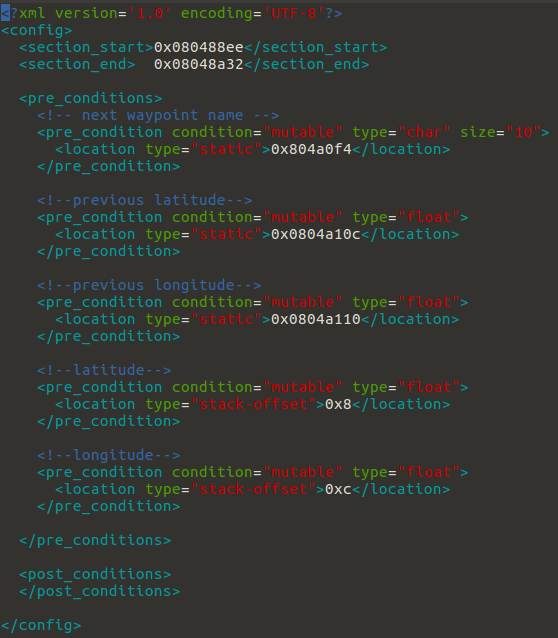 <?xml version='1.0' encoding='UTF-8'?>
<config>
  <section_start>0x080488ee</section_start>
  <section_end>  0x08048a32</section_end>

  <pre_conditions>
    <!-- next waypoint name -->
    <pre_condition condition="mutable" type="char" size="10">
      <location type="static">0x804a0f4</location>
    </pre_condition>

    <!--previous latitude-->
    <pre_condition condition="mutable" type="float">
      <location type="static">0x0804a10c</location>
    </pre_condition>

    <!--previous longitude-->
    <pre_condition condition="mutable" type="float">
      <location type="static">0x0804a110</location>
    </pre_condition>

    <!--latitude-->
    <pre_condition condition="mutable" type="float">
      <location type="stack-offset">0x8</location>
    </pre_condition>

    <!--longitude-->
    <pre_condition condition="mutable" type="float">
      <location type="stack-offset">0xc</location>
    </pre_condition>

  </pre_conditions>

  <post_conditions>
  </post_conditions>

</config>